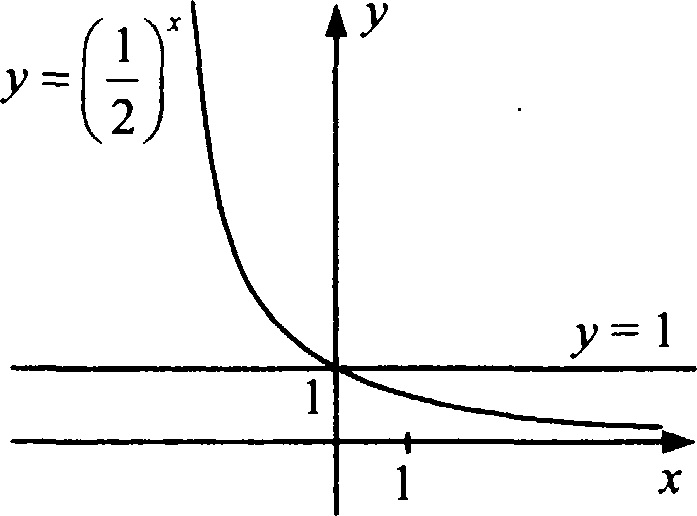 y = (1/2)^x
y
y = 1
1
1
x